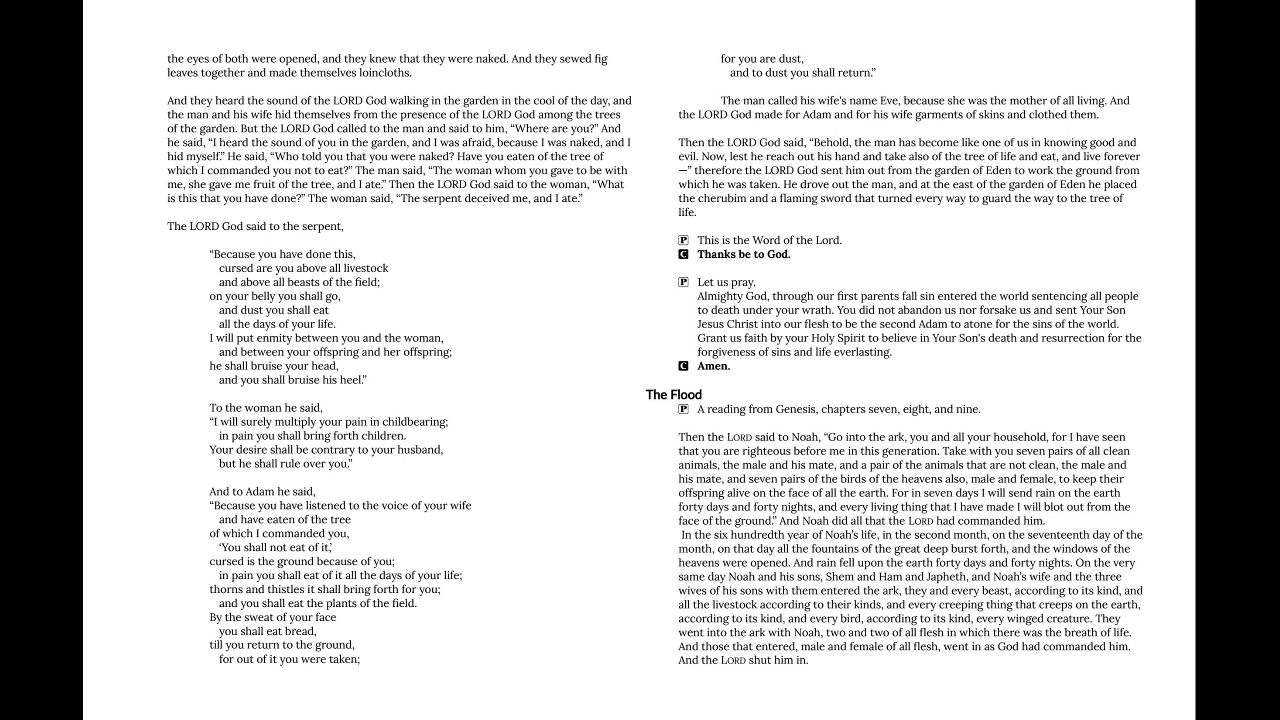 the eyes of both were opened, and they knew that they were naked. And they sewed fig
leaves together and made themselves loincloths.
And they heard the sound of the LORD God walking in the garden in the cool of the day, and
the man and his wife hid themselves from the presence of the LORD God among the trees
of the garden. But the LORD God called to the man and said to him, “Where are you?” And
he said, “I heard the sound of you in the garden, and I was afraid, because I was naked, and I
hid myself.” He said, “Who told you that you were naked? Have you eaten of the tree of
which I commanded you not to eat?” The man said, “The woman whom you gave to be with
me, she gave me fruit of the tree, and I ate.” Then the LORD God said to the woman, “What
is this that you have done?” The woman said, “The serpent deceived me, and I ate.”
The LORD God said to the serpent,
“Because you have done this,
cursed are you above all livestock
and above all beasts of the field;
on your belly you shall go,
and dust you shall eat
all the days of your life.
I will put enmity between you and the woman,
and between your offspring and her offspring;
he shall bruise your head,
and you shall bruise his heel.”
To the woman he said,
“I will surely multiply your pain in childbearing;
in pain you shall bring forth children.
Your desire shall be contrary to your husband,
but he shall rule over you.”
And to Adam he said,
“Because you have listened to the voice of your wife
and have eaten of the tree
of which I commanded you,
‘You shall not eat of it,’
cursed is the ground because of you;
in pain you shall eat of it all the days of your life;
thorns and thistles it shall bring forth for you;
and you shall eat the plants of the field.
By the sweat of your face
you shall eat bread,
till you return to the ground,
for out of it you were taken;
for you are dust,
and to dust you shall return.”
The man called his wife's name Eve, because she was the mother of all living. And
the LORD God made for Adam and for his wife garments of skins and clothed them.
Then the LORD God said, “Behold, the man has become like one of us in knowing good and
evil. Now, lest he reach out his hand and take also of the tree of life and eat, and live forever
—” therefore the LORD God sent him out from the garden of Eden to work the ground from
which he was taken. He drove out the man, and at the east of the garden of Eden he placed
the cherubim and a flaming sword that turned every way to guard the way to the tree of
life.
P This is the Word of the Lord.
C Thanks be to God.
P Let us pray.
Almighty God, through our first parents fall sin entered the world sentencing all people
to death under your wrath. You did not abandon us nor forsake us and sent Your Son
Jesus Christ into our flesh to be the second Adam to atone for the sins of the world.
Grant us faith by your Holy Spirit to believe in Your Son's death and resurrection for the
forgiveness of sins and life everlasting.
C Amen.
The Flood
P A reading from Genesis, chapters seven, eight, and nine.
Then the LORD said to Noah, “Go into the ark, you and all your household, for I have seen
that you are righteous before me in this generation. Take with you seven pairs of all clean
animals, the male and his mate, and a pair of the animals that are not clean, the male and
his mate, and seven pairs of the birds of the heavens also, male and female, to keep their
offspring alive on the face of all the earth. For in seven days I will send rain on the earth
forty days and forty nights, and every living thing that I have made I will blot out from the
face of the ground.” And Noah did all that the LORD had commanded him.
In the six hundredth year of Noah’s life, in the second month, on the seventeenth day of the
month, on that day all the fountains of the great deep burst forth, and the windows of the
heavens were opened. And rain fell upon the earth forty days and forty nights. On the very
same day Noah and his sons, Shem and Ham and Japheth, and Noah’s wife and the three
wives of his sons with them entered the ark, they and every beast, according to its kind, and
all the livestock according to their kinds, and every creeping thing that creeps on the earth,
according to its kind, and every bird, according to its kind, every winged creature. They
went into the ark with Noah, two and two of all flesh in which there was the breath of life.
And those that entered, male and female of all flesh, went in as God had commanded him.
And the LORD shut him in.